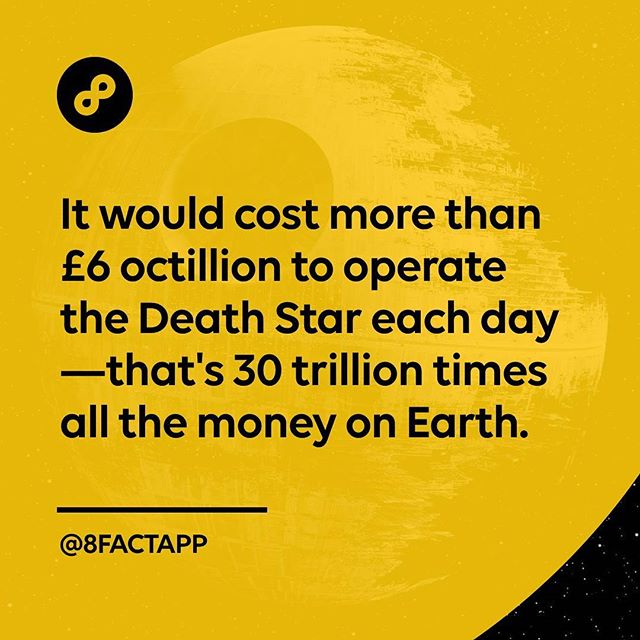 It would cost more than
£6 octillion to operate
the Death Star each day
—that's 30 trillion times
all the money on Earth.
@8FACTAPP